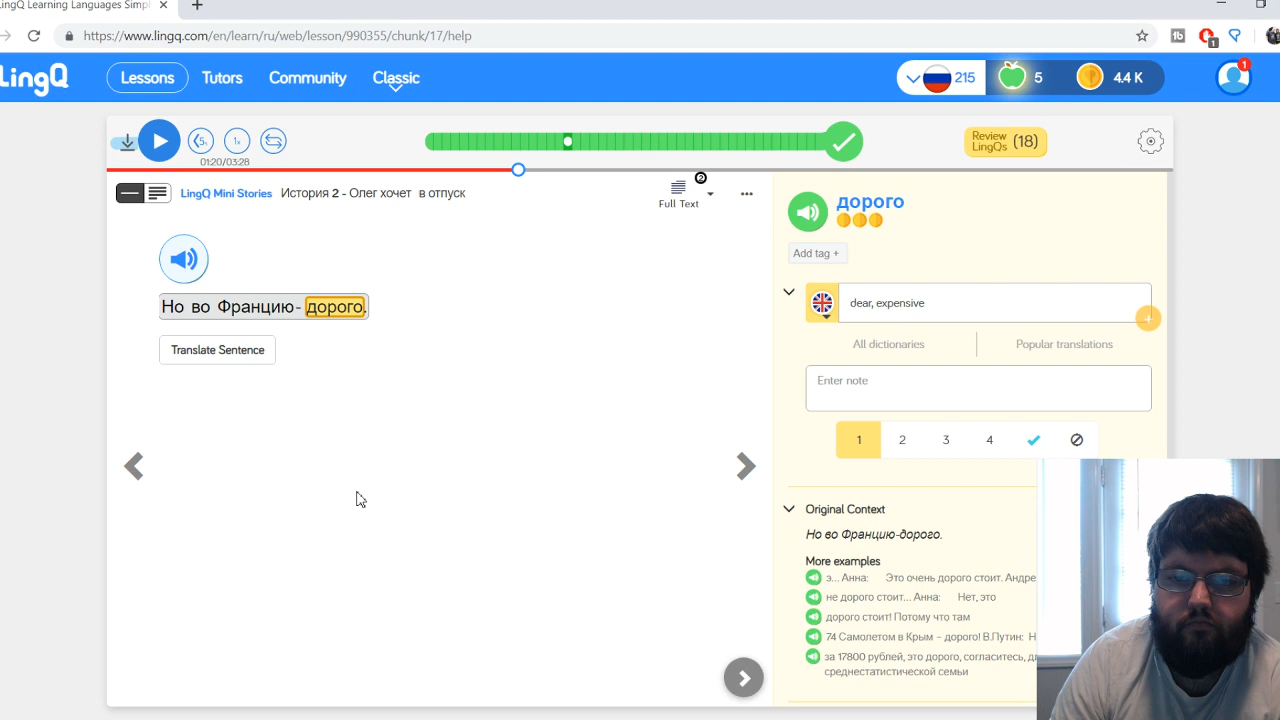 LingQ Learning Languages Simpl
https://www.lingq.com/en/learn/ru/web/lesson/990355/chunk/17/help
1
LingQ
Lessons
Tutors
Community
Classic
215
5
4.4 K
1
5s
1x
01:20/03:28
Review
LingQs (18)
LingQ Mini Stories
История 2 - Олег хочет в отпуск
2
Full Text
Но во Францию- дорого.
Translate Sentence
дорого
Add tag +
dear, expensive
All dictionaries
Popular translations
Enter note
1 2 3 4
Original Context
Но во Францию-дорого.
More examples
э... Анна: Это очень дорого стоит. Андре
не дорого стоит... Анна: Нет, это
дорого стоит! Потому что там
74 Самолетом в Крым – дорого! В.Путин: Н
за 17800 рублей, это дорого, согласитесь, дл
среднестатистической семьи